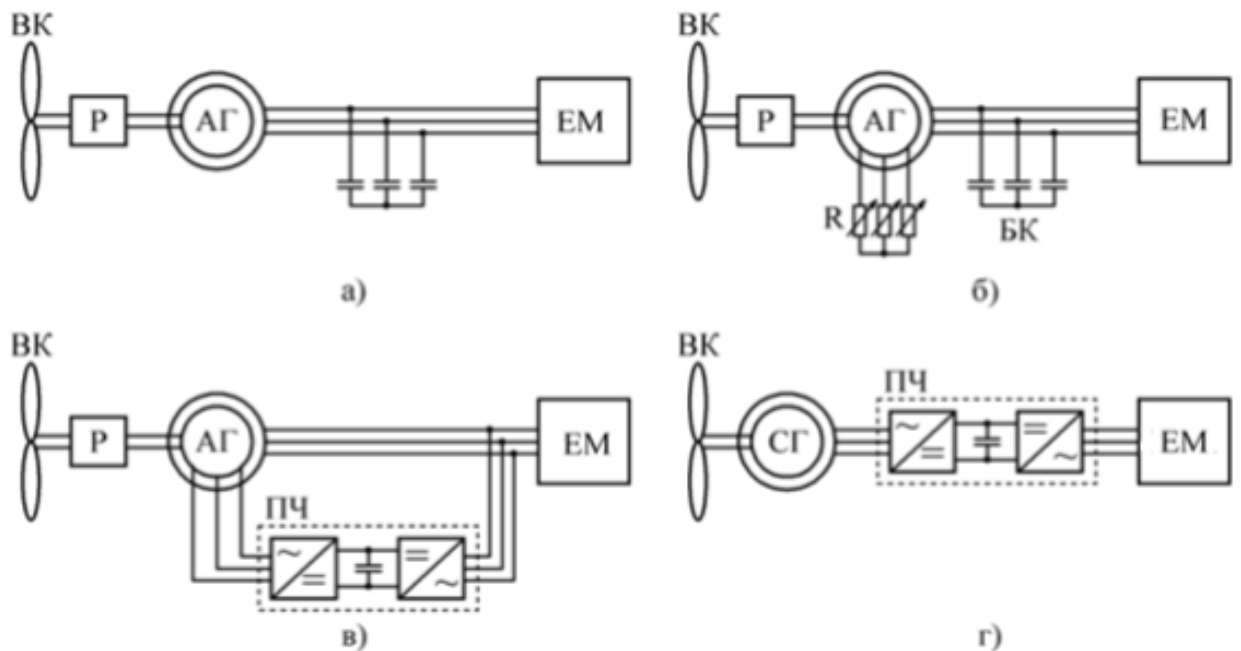 ВК
Р
АГ
ЕМ
а)
ВК
Р
АГ
R
БК
ЕМ
б)
ВК
Р
АГ
ПЧ
ЕМ
в)
ВК
СГ
ПЧ
ЕМ
г)